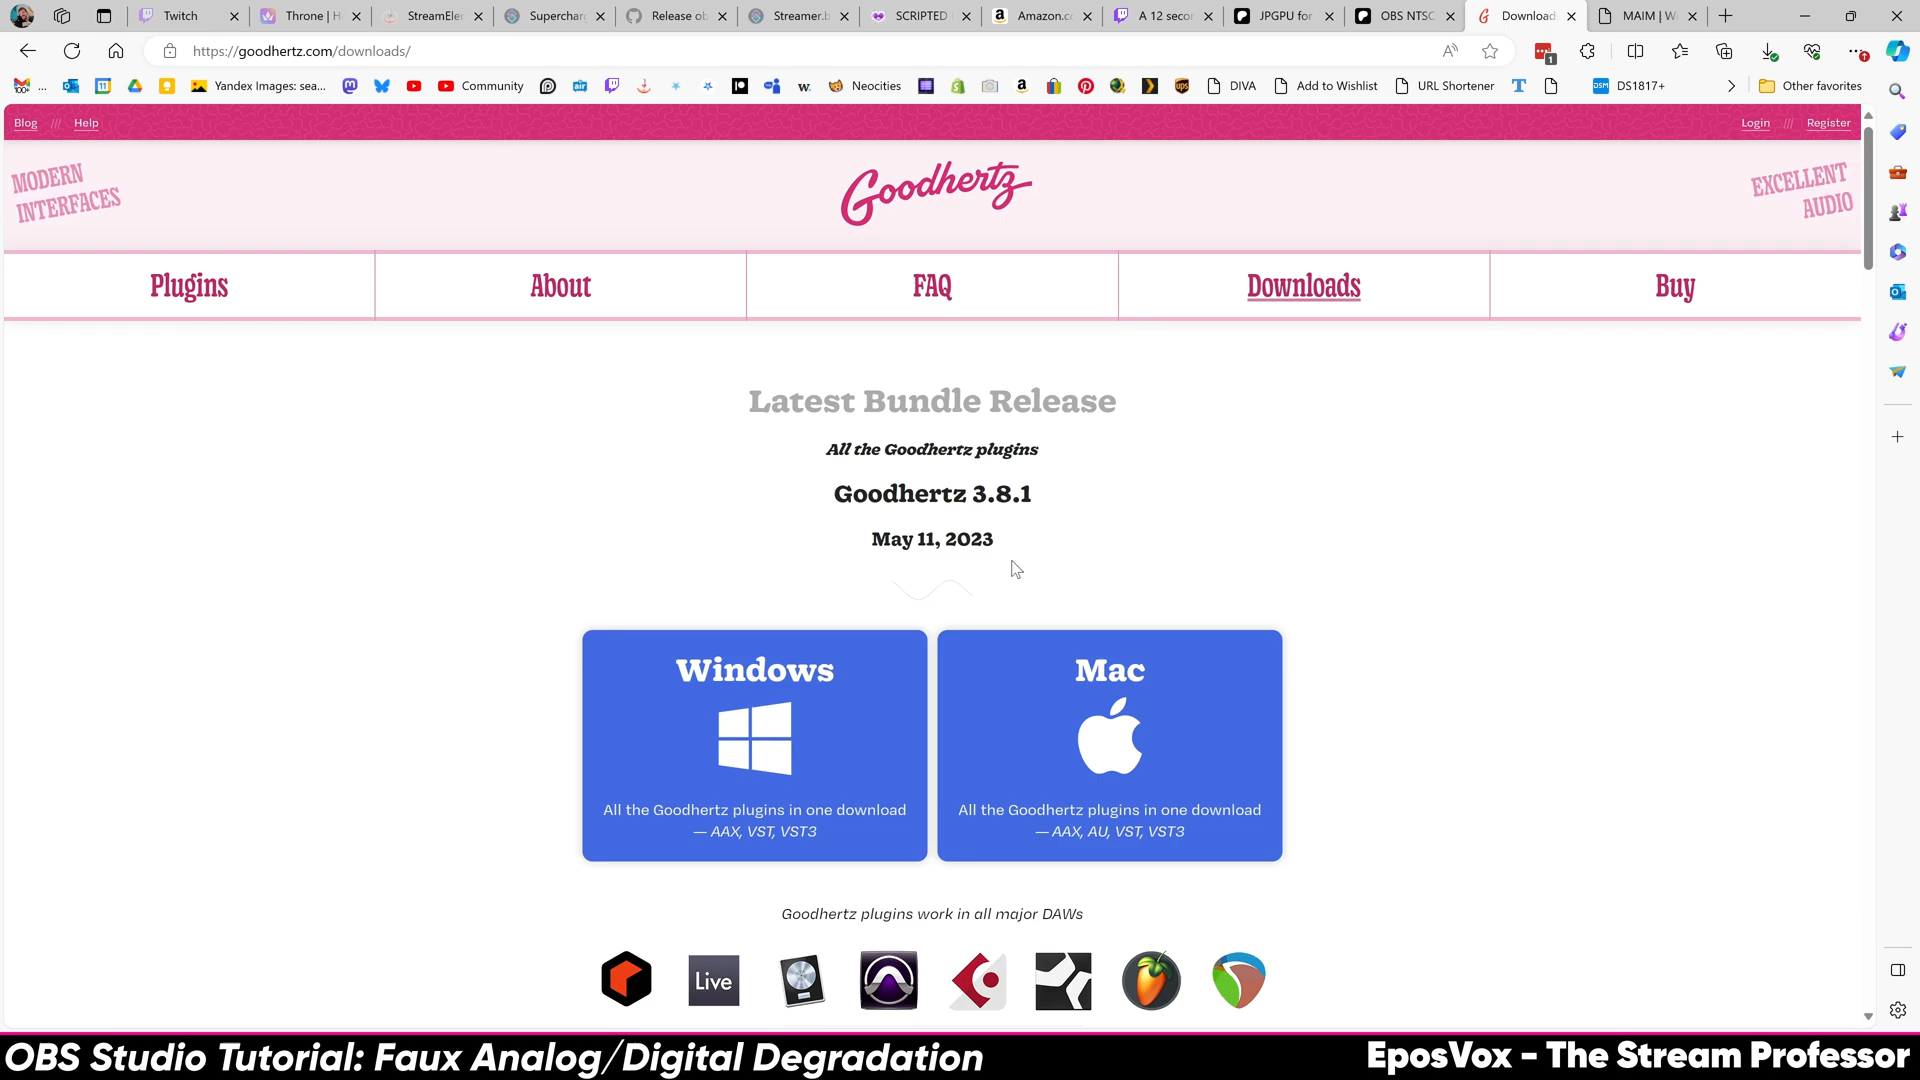 Twitch
Throne | H
StreamEler
Supercharg
Release ob
Streamer.b
SCRIPTED
Amazon.co
A 12 secor
JPGPU for
OBS NTSC
Download
MAIM | W
https://goodhertz.com/downloads/
1
...
Yandex Images: sea...
Community
Neocities
DIVA
Add to Wishlist
URL Shortener
DS1817+
Other favorites
Blog /// Help
Login /// Register
MODERN
INTERFACES
Goodhertz
EXCELLENT
AUDIO
Plugins
About
FAQ
Downloads
Buy
Latest Bundle Release
All the Goodhertz plugins
Goodhertz 3.8.1
May 11, 2023
Windows
All the Goodhertz plugins in one download
— AAX, VST, VST3
Mac
All the Goodhertz plugins in one download
— AAX, AU, VST, VST3
Goodhertz plugins work in all major DAWs
Live
OBS Studio Tutorial: Faux Analog/Digital Degradation
EposVox - The Stream Professor